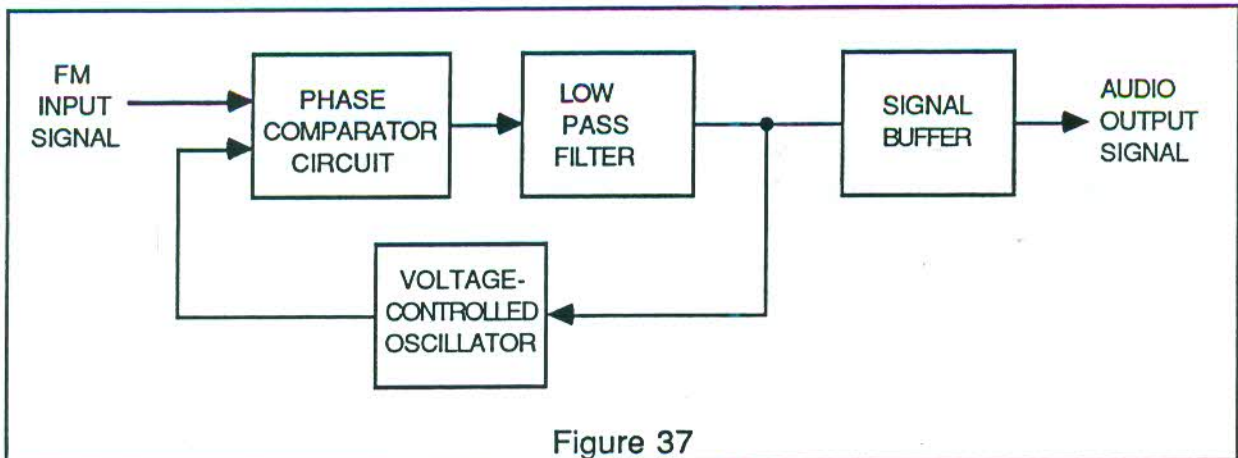 FM
INPUT
SIGNAL
PHASE
COMPARATOR
CIRCUIT
LOW
PASS
FILTER
SIGNAL
BUFFER
AUDIO
OUTPUT
SIGNAL
VOLTAGE-
CONTROLLED
OSCILLATOR
Figure 37